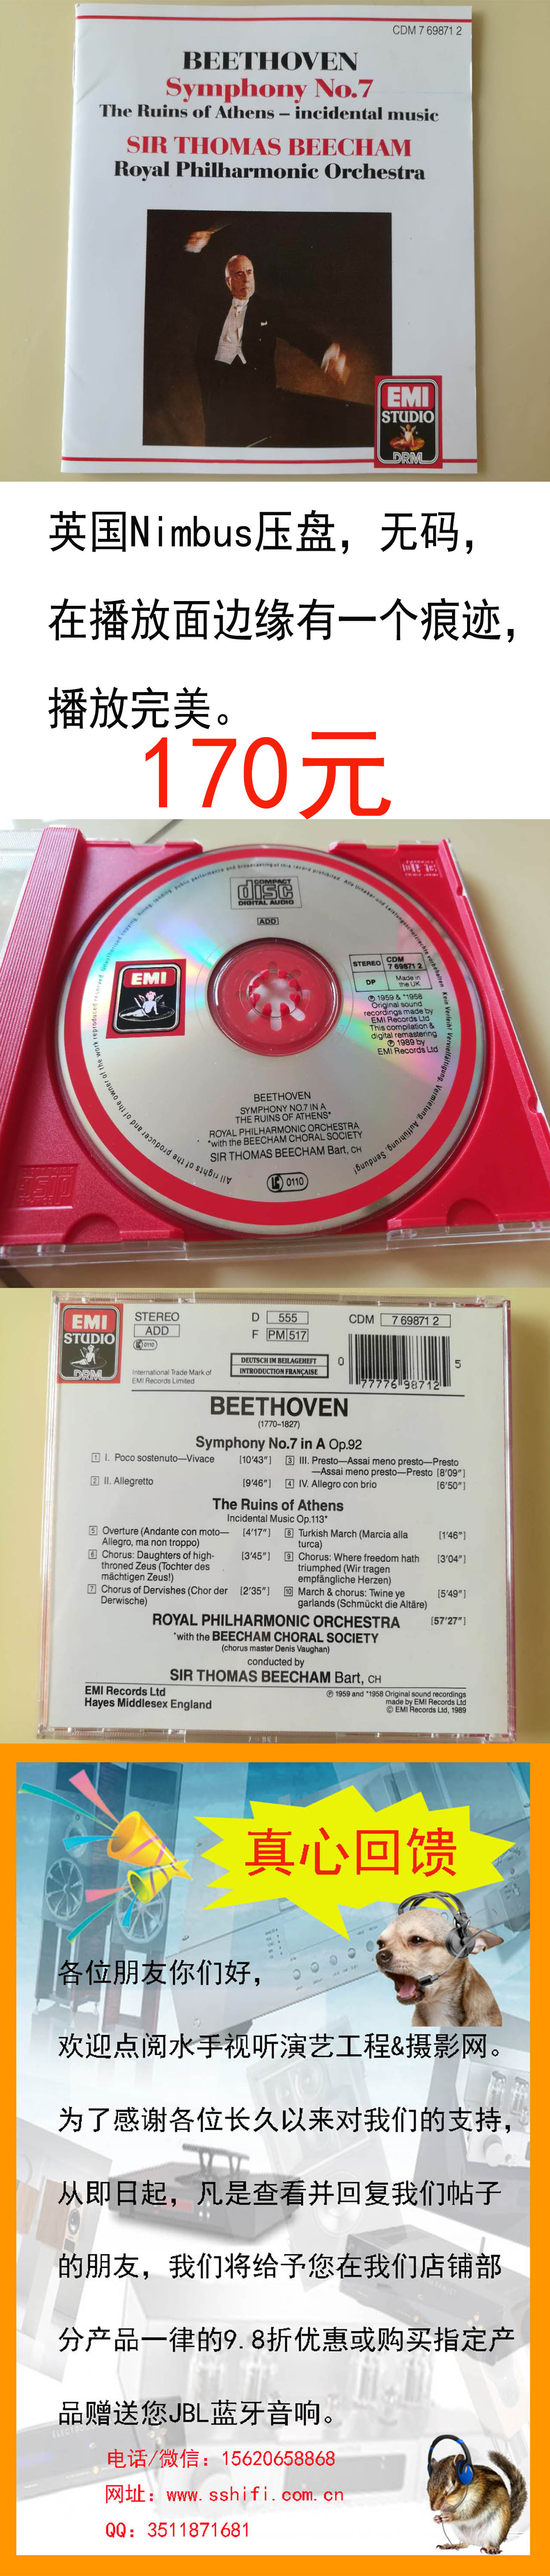 CDM 7 69871 2
BEETHOVEN
Symphony No.7
The Ruins of Athens – incidental music
SIR THOMAS BEECHAM
Royal Philharmonic Orchestra
EMI
STUDIO
DRM
英国Nimbus压盘，无码，
在播放面边缘有一个痕迹，
播放完美。
170元
COMPACT
disc
DIGITAL AUDIO
ADD
EMI
STEREO
CDM
7 69871 2
DP
Made in
the UK
℗ 1959 & *1958
Original sound
recordings made by
EMI Records Ltd
This compilation &
digital remastering
℗ 1989 by
EMI Records Ltd
BEETHOVEN
SYMPHONY NO.7 IN A
THE RUINS OF ATHENS*
ROYAL PHILHARMONIC ORCHESTRA
*with the BEECHAM CHORAL SOCIETY
SIR THOMAS BEECHAM Bart, CH
0110
All rights of the producer and of the owner of the work reproduced reserved.
EMI
STUDIO
DRM
STEREO
ADD
0110
International Trade Mark of
EMI Records Limited
D 555
F PM 517
DEUTSCH IM BEILAGEHEFT
INTRODUCTION FRANÇAISE
CDM 7 69871 2
0 77776 98712 5
BEETHOVEN
(1770–1827)
Symphony No.7 in A Op.92
1 I. Poco sostenuto—Vivace [10'43"]
2 II. Allegretto [9'46"]
3 III. Presto—Assai meno presto—Presto
—Assai meno presto—Presto [8'09"]
4 IV. Allegro con brio [6'50"]
The Ruins of Athens
Incidental Music Op.113*
5 Overture (Andante con moto— [4'17"]
Allegro, ma non troppo)
6 Chorus: Daughters of high- [3'45"]
throned Zeus (Tochter des
mächtigen Zeus!)
7 Chorus of Dervishes (Chor der [2'35"]
Derwische)
8 Turkish March (Marcia alla [1'46"]
turca)
9 Chorus: Where freedom hath [3'04"]
triumphed (Wir tragen
empfängliche Herzen)
10 March & chorus: Twine ye [5'49"]
garlands (Schmückt die Altäre)
ROYAL PHILHARMONIC ORCHESTRA [57'27"]
*with the BEECHAM CHORAL SOCIETY
(chorus master Denis Vaughan)
conducted by
SIR THOMAS BEECHAM Bart, CH
EMI Records Ltd
Hayes Middlesex England
℗ 1959 and *1958 Original sound recordings
made by EMI Records Ltd
© EMI Records Ltd, 1989
真心回馈
各位朋友你们好，
欢迎点阅水手视听演艺工程&摄影网。
为了感谢各位长久以来对我们的支持，
从即日起，凡是查看并回复我们帖子
的朋友，我们将给予您在我们店铺部
分产品一律的9.8折优惠或购买指定产
品赠送您JBL蓝牙音响。
电话/微信：15620658868
网址：www.sshifi.com.cn
QQ：3511871681